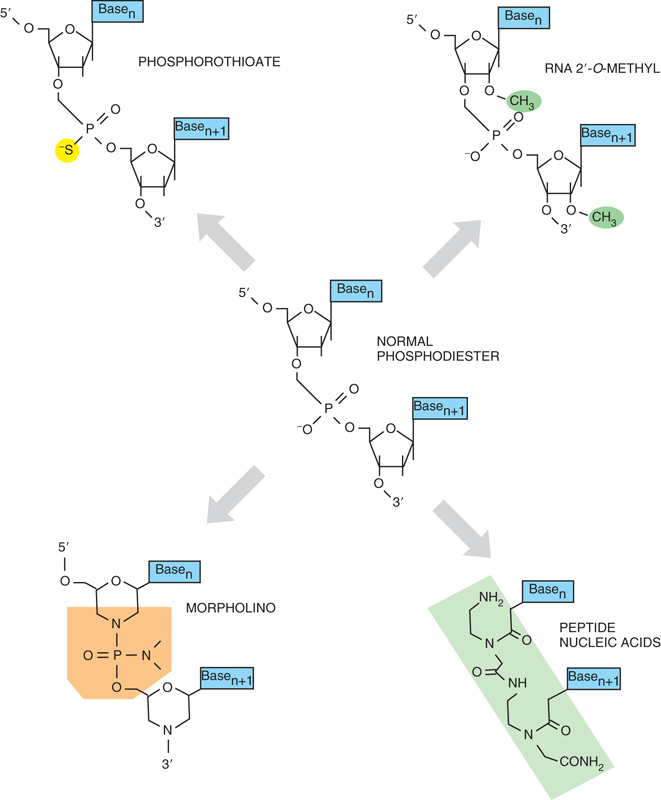 5′
O
O
Baseₙ
PHOSPHOROTHIOATE
O
O
P
⁻S
O
O
Baseₙ₊₁
O
3′
5′
O
O
Baseₙ
RNA 2′-O-METHYL
O
O
CH₃
O
P
⁻O
O
O
Baseₙ₊₁
O
O
CH₃
3′
5′
O
O
Baseₙ
NORMAL
PHOSPHODIESTER
O
O
P
⁻O
O
O
Baseₙ₊₁
O
3′
5′
O
O
Baseₙ
MORPHOLINO
N
O
P
N
O
O
Baseₙ₊₁
N
3′
NH₂
Baseₙ
PEPTIDE
NUCLEIC ACIDS
N
O
O
NH
Baseₙ₊₁
N
O
CONH₂